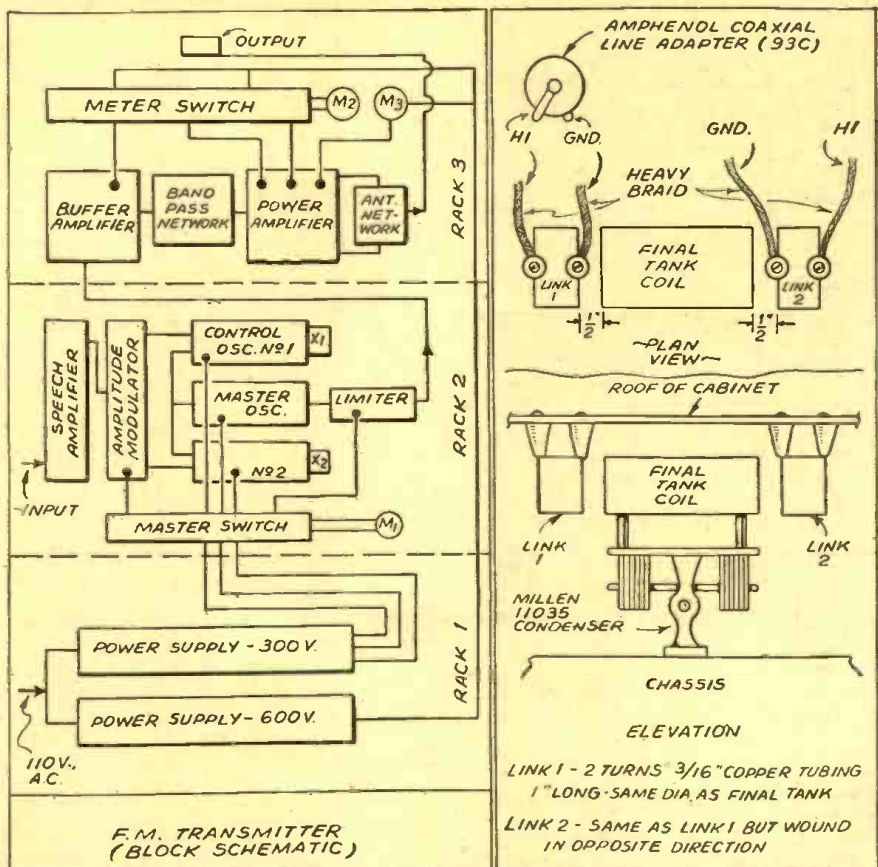 OUTPUT
METER SWITCH
M2
M3
BUFFER
AMPLIFIER
BAND
PASS
NETWORK
POWER
AMPLIFIER
ANT.
NET-
WORK
RACK 3
SPEECH
AMPLIFIER
AMPLITUDE
MODULATOR
CONTROL
OSC. Nº1
X1
MASTER
OSC.
LIMITER
Nº2
X2
INPUT
MASTER SWITCH
M1
RACK 2
POWER SUPPLY - 300 V.
POWER SUPPLY - 600 V.
110V.,
A.C.
RACK 1
F.M. TRANSMITTER
(BLOCK SCHEMATIC)
AMPHENOL COAXIAL
LINE ADAPTER (93C)
HI
GND.
GND.
HI
HEAVY
BRAID
LINK
1
FINAL
TANK
COIL
LINK
2
1/2"
1/2"
~PLAN
VIEW~
ROOF OF CABINET
FINAL
TANK
COIL
LINK
1
LINK
2
MILLEN
11035
CONDENSER
CHASSIS
ELEVATION
LINK 1 - 2 TURNS 3/16" COPPER TUBING
1" LONG - SAME DIA. AS FINAL TANK
LINK 2 - SAME AS LINK 1 BUT WOUND
IN OPPOSITE DIRECTION